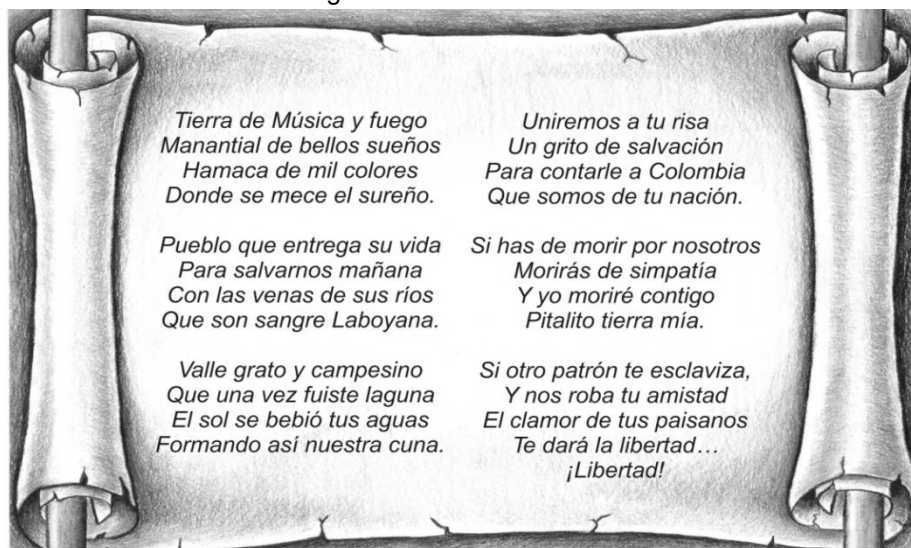 Tierra de Música y fuego
Manantial de bellos sueños
Hamaca de mil colores
Donde se mece el sureño.
Pueblo que entrega su vida
Para salvarnos mañana
Con las venas de sus ríos
Que son sangre Laboyana.
Valle grato y campesino
Que una vez fuiste laguna
El sol se bebió tus aguas
Formando así nuestra cuna.
Uniremos a tu risa
Un grito de salvación
Para contarle a Colombia
Que somos de tu nación.
Si has de morir por nosotros
Morirás de simpatía
Y yo moriré contigo
Pitalito tierra mía.
Si otro patrón te esclaviza,
Y nos roba tu amistad
El clamor de tus paisanos
Te dará la libertad…
¡Libertad!